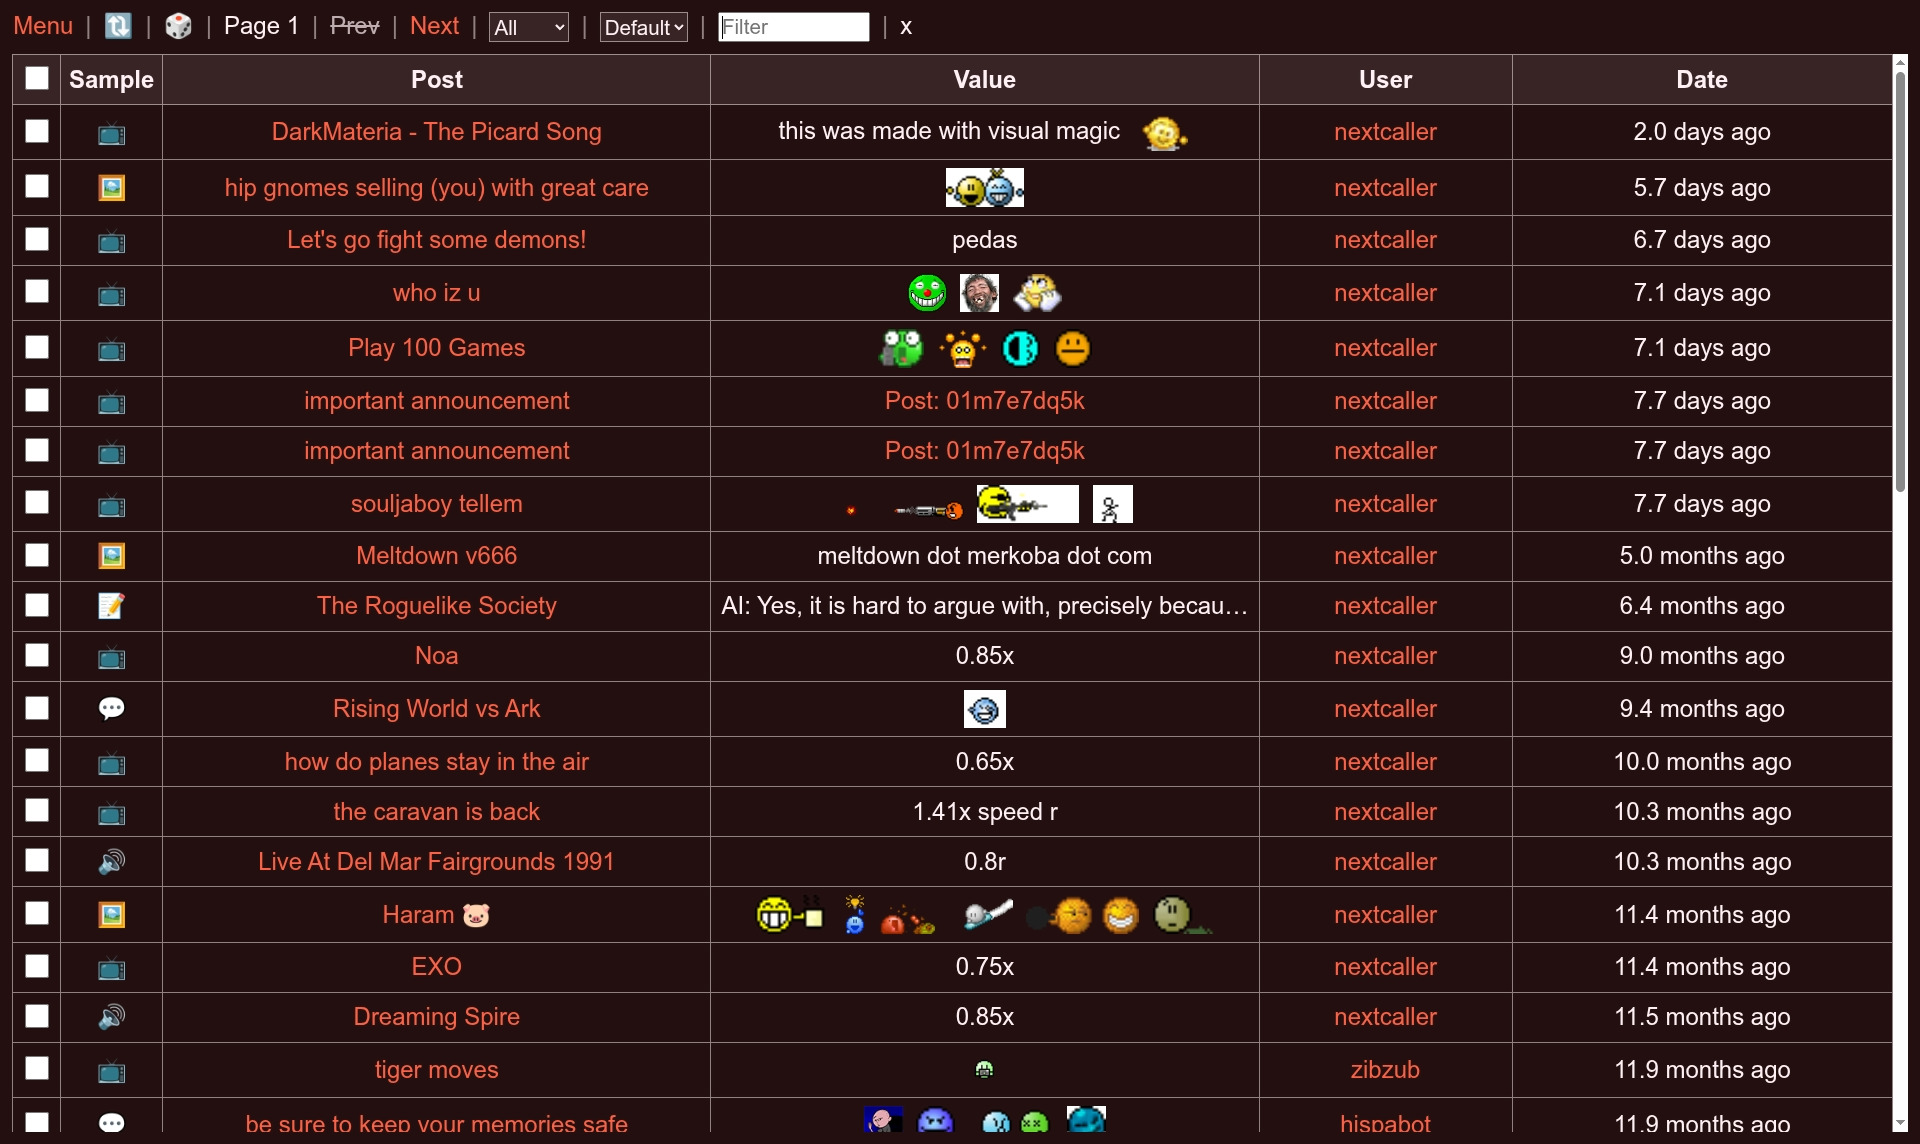 Menu | | | Page 1 | Prev | Next | All | Default | Filter | x
Sample Post Value User Date
DarkMateria - The Picard Song this was made with visual magic nextcaller 2.0 days ago
hip gnomes selling (you) with great care nextcaller 5.7 days ago
Let's go fight some demons! pedas nextcaller 6.7 days ago
who iz u nextcaller 7.1 days ago
Play 100 Games nextcaller 7.1 days ago
important announcement Post: 01m7e7dq5k nextcaller 7.7 days ago
important announcement Post: 01m7e7dq5k nextcaller 7.7 days ago
souljaboy tellem nextcaller 7.7 days ago
Meltdown v666 meltdown dot merkoba dot com nextcaller 5.0 months ago
The Roguelike Society AI: Yes, it is hard to argue with, precisely becau… nextcaller 6.4 months ago
Noa 0.85x nextcaller 9.0 months ago
Rising World vs Ark nextcaller 9.4 months ago
how do planes stay in the air 0.65x nextcaller 10.0 months ago
the caravan is back 1.41x speed r nextcaller 10.3 months ago
Live At Del Mar Fairgrounds 1991 0.8r nextcaller 10.3 months ago
Haram 🐷 nextcaller 11.4 months ago
EXO 0.75x nextcaller 11.4 months ago
Dreaming Spire 0.85x nextcaller 11.5 months ago
tiger moves zibzub 11.9 months ago
be sure to keep your memories safe hispabot 11.9 months ago